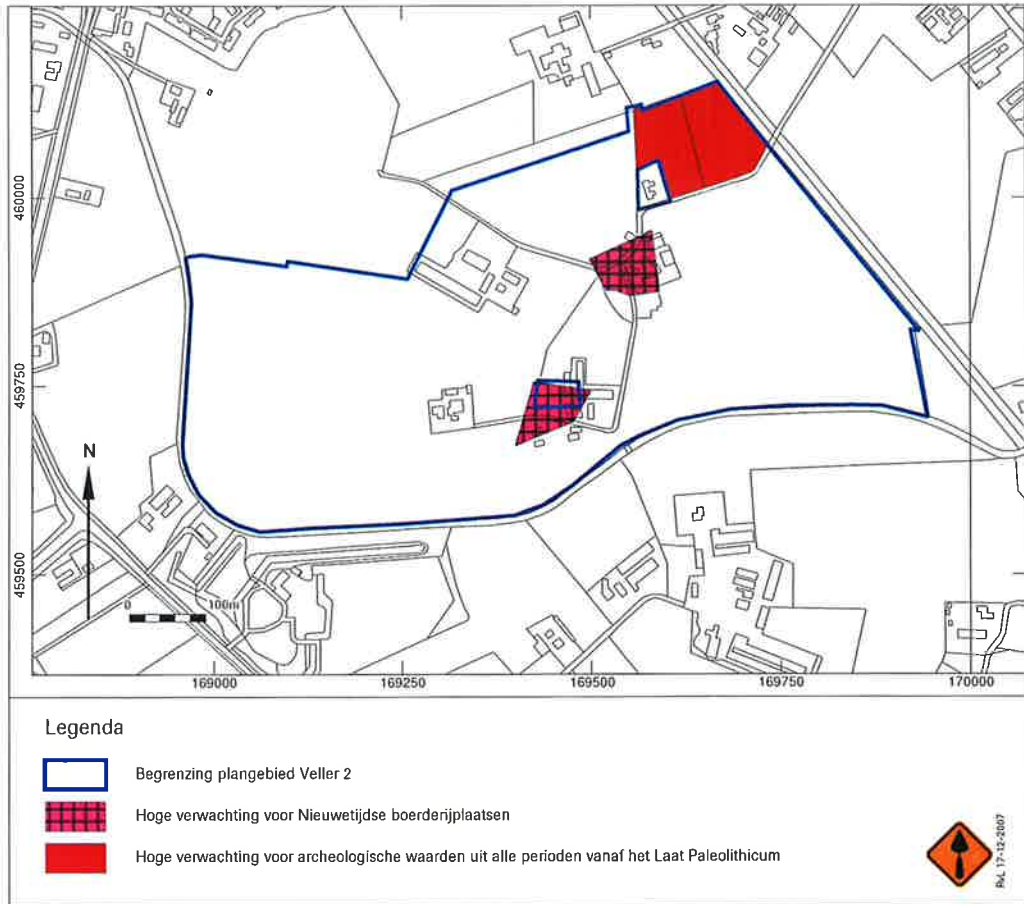 460000
459750
459500
N
0 100m
169000 169250 169500 169750 170000
Legenda
Begrenzing plangebied Veller 2
Hoge verwachting voor Nieuwetijdse boerderijplaatsen
Hoge verwachting voor archeologische waarden uit alle perioden vanaf het Laat Paleolithicum
RvL 17-12-2007